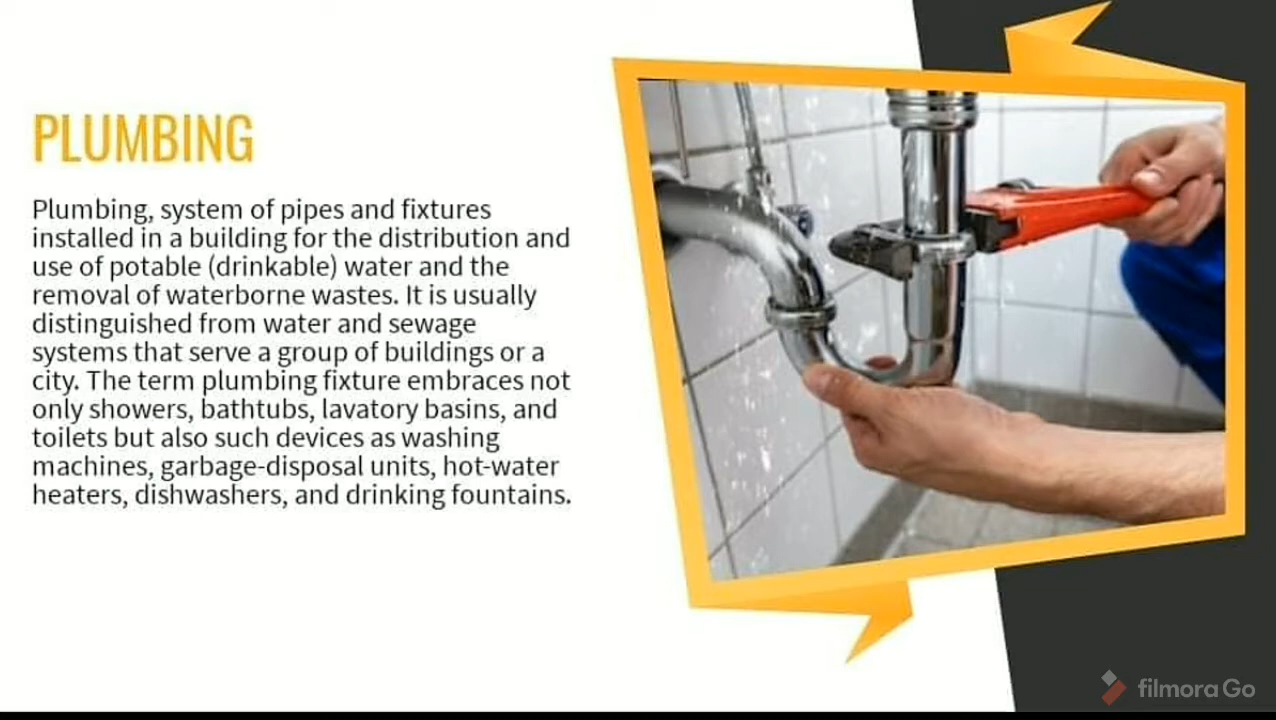 PLUMBING
Plumbing, system of pipes and fixtures
installed in a building for the distribution and
use of potable (drinkable) water and the
removal of waterborne wastes. It is usually
distinguished from water and sewage
systems that serve a group of buildings or a
city. The term plumbing fixture embraces not
only showers, bathtubs, lavatory basins, and
toilets but also such devices as washing
machines, garbage-disposal units, hot-water
heaters, dishwashers, and drinking fountains.
filmora Go